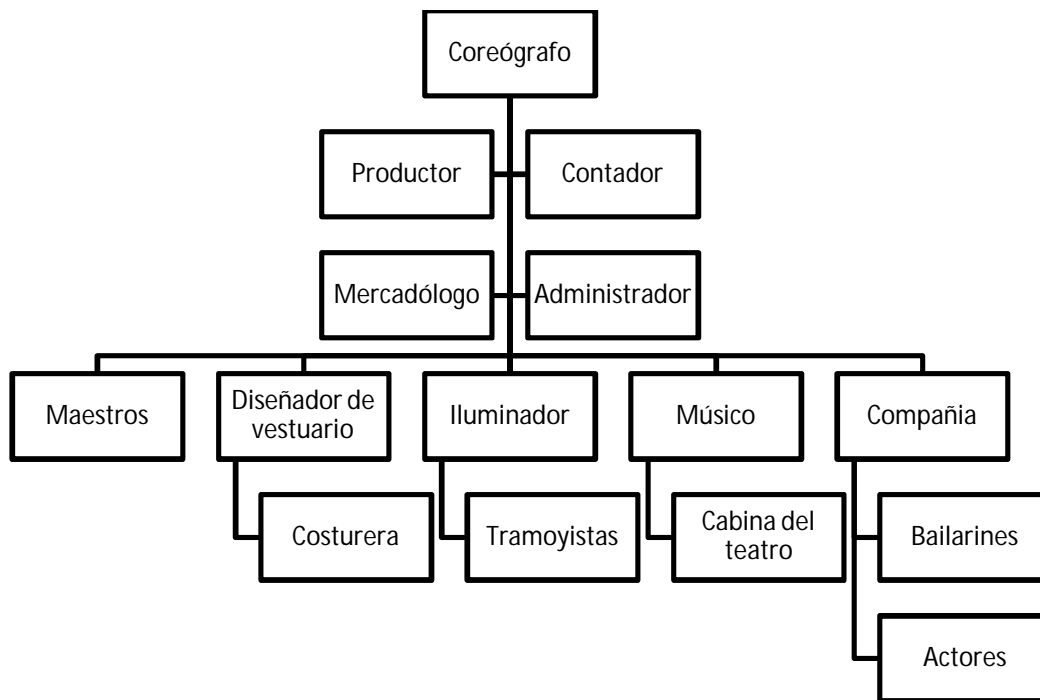 Coreógrafo
Productor
Contador
Mercadólogo
Administrador
Maestros
Diseñador de
vestuario
Iluminador
Músico
Compañia
Costurera
Tramoyistas
Cabina del
teatro
Bailarines
Actores